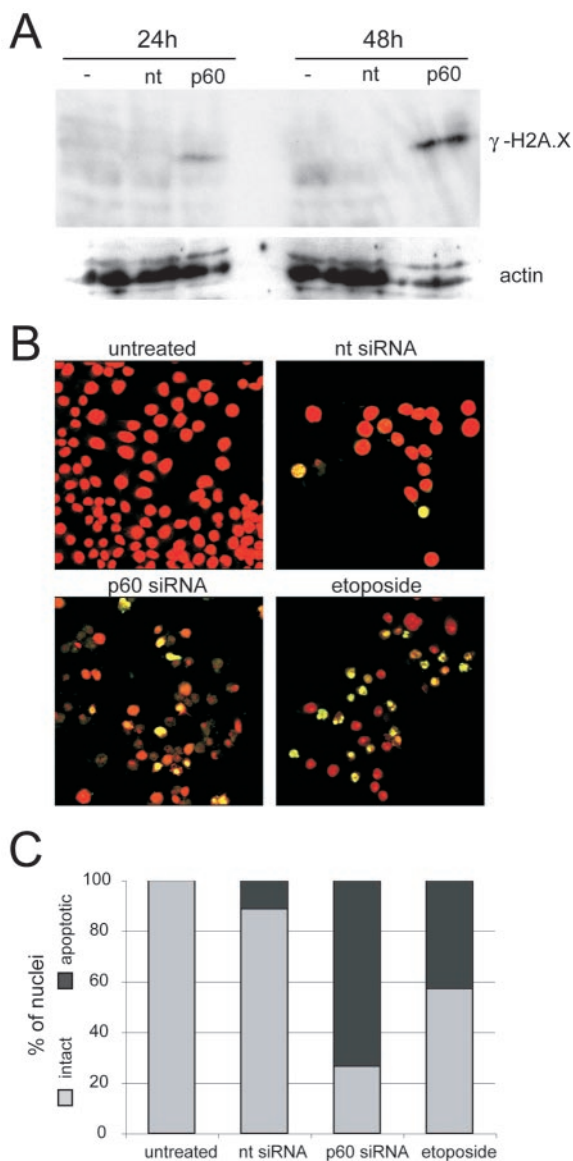 A
24h 48h
- nt p60 - nt p60
γ-H2A.X
actin
B
untreated nt siRNA
p60 siRNA etoposide
C
% of nuclei
intact apoptotic
100
80
60
40
20
0
untreated nt siRNA p60 siRNA etoposide